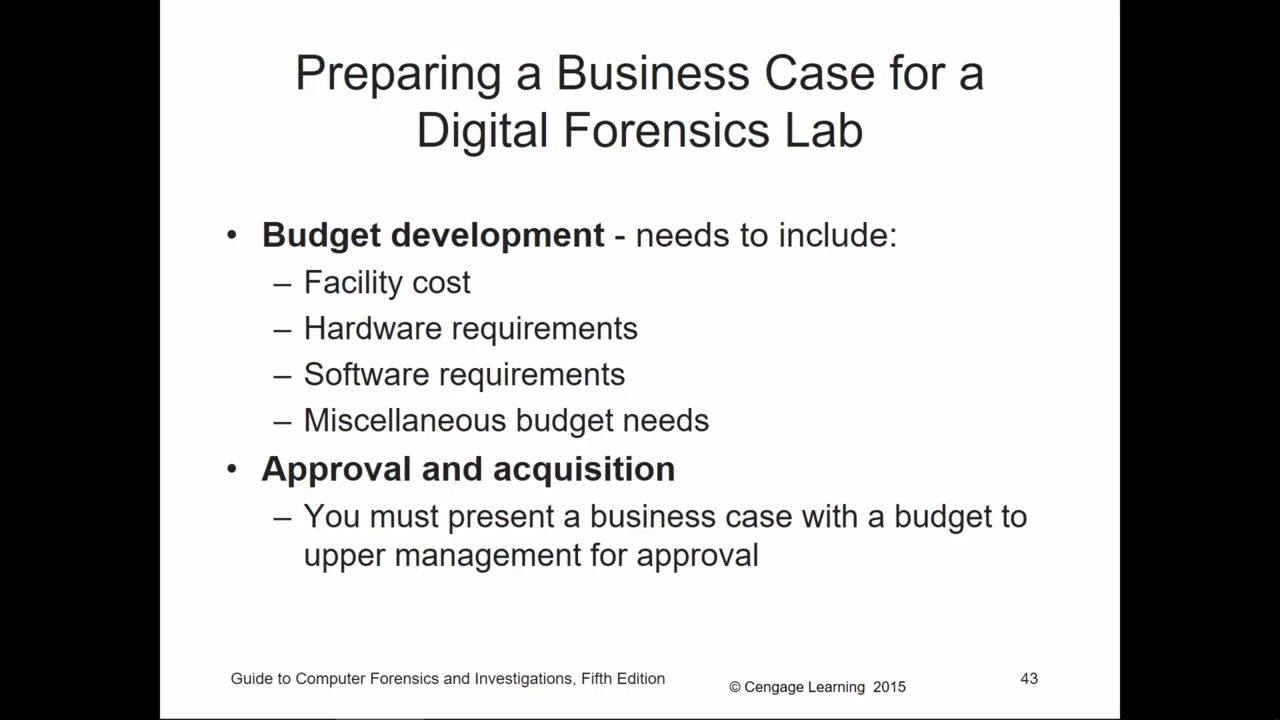 Preparing a Business Case for a
Digital Forensics Lab
• Budget development - needs to include:
– Facility cost
– Hardware requirements
– Software requirements
– Miscellaneous budget needs
• Approval and acquisition
– You must present a business case with a budget to
upper management for approval
Guide to Computer Forensics and Investigations, Fifth Edition
© Cengage Learning 2015
43